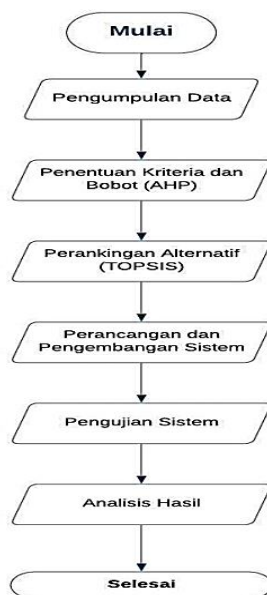 Mulai
Pengumpulan Data
Penentuan Kriteria dan
Bobot (AHP)
Perankingan Alternatif
(TOPSIS)
Perancangan dan
Pengembangan Sistem
Pengujian Sistem
Analisis Hasil
Selesai